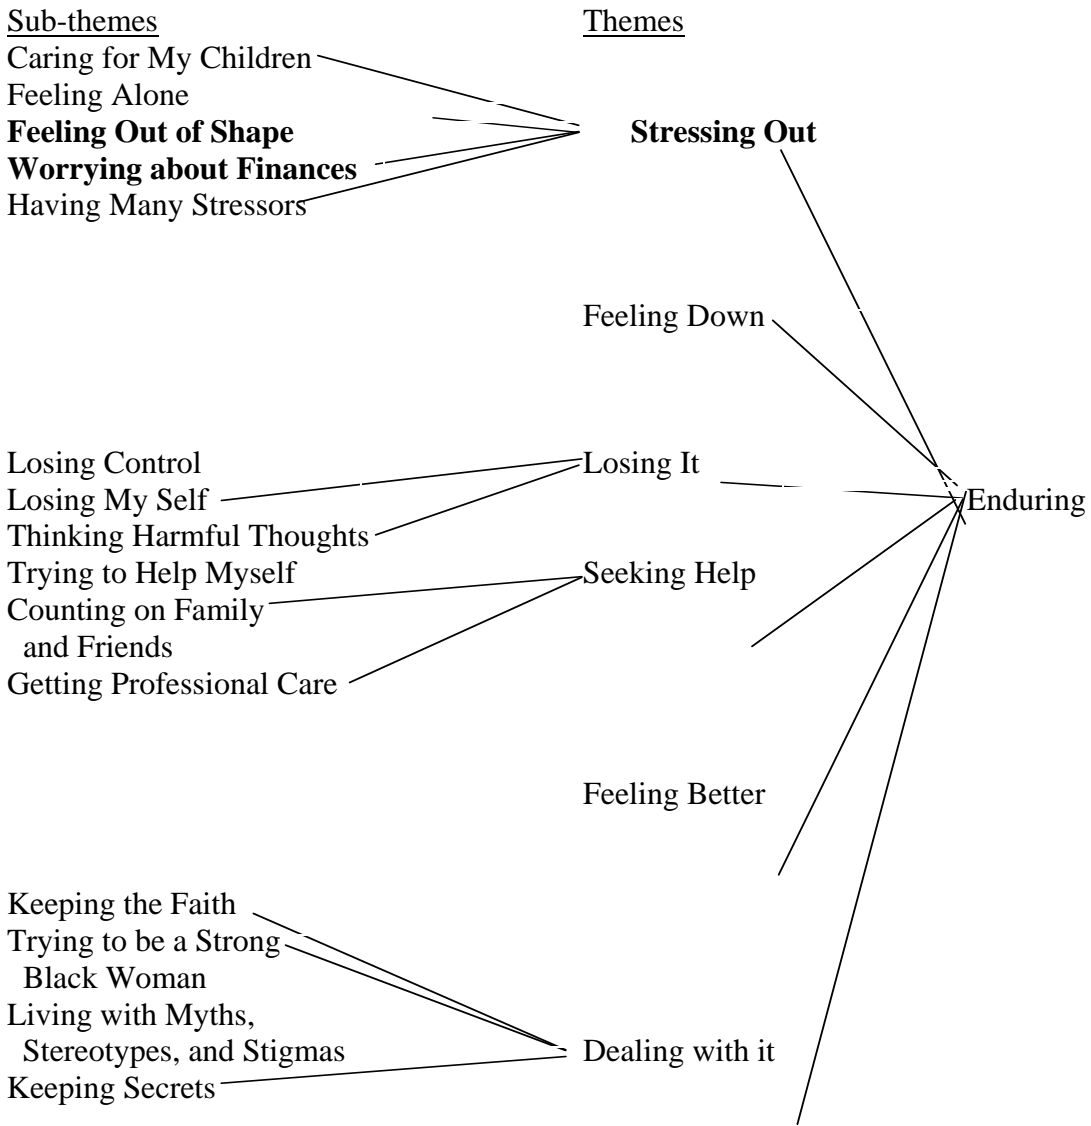 Sub-themes Themes
Caring for My Children
Feeling Alone
Feeling Out of Shape Stressing Out
Worrying about Finances
Having Many Stressors
Feeling Down
Losing Control Losing It
Losing My Self Enduring
Thinking Harmful Thoughts
Trying to Help Myself Seeking Help
Counting on Family
and Friends
Getting Professional Care
Feeling Better
Keeping the Faith
Trying to be a Strong
Black Woman
Living with Myths,
Stereotypes, and Stigmas Dealing with it
Keeping Secrets